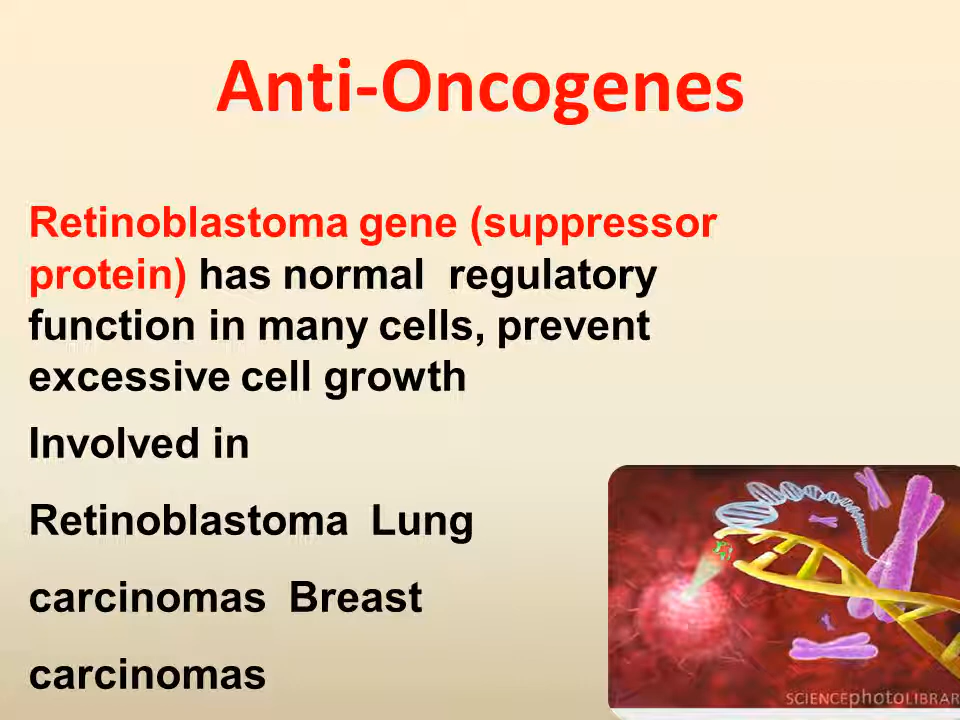 Anti-Oncogenes
Retinoblastoma gene (suppressor
protein) has normal regulatory
function in many cells, prevent
excessive cell growth
Involved in
Retinoblastoma Lung
carcinomas Breast
carcinomas
SCIENCEphotoLIBRAR